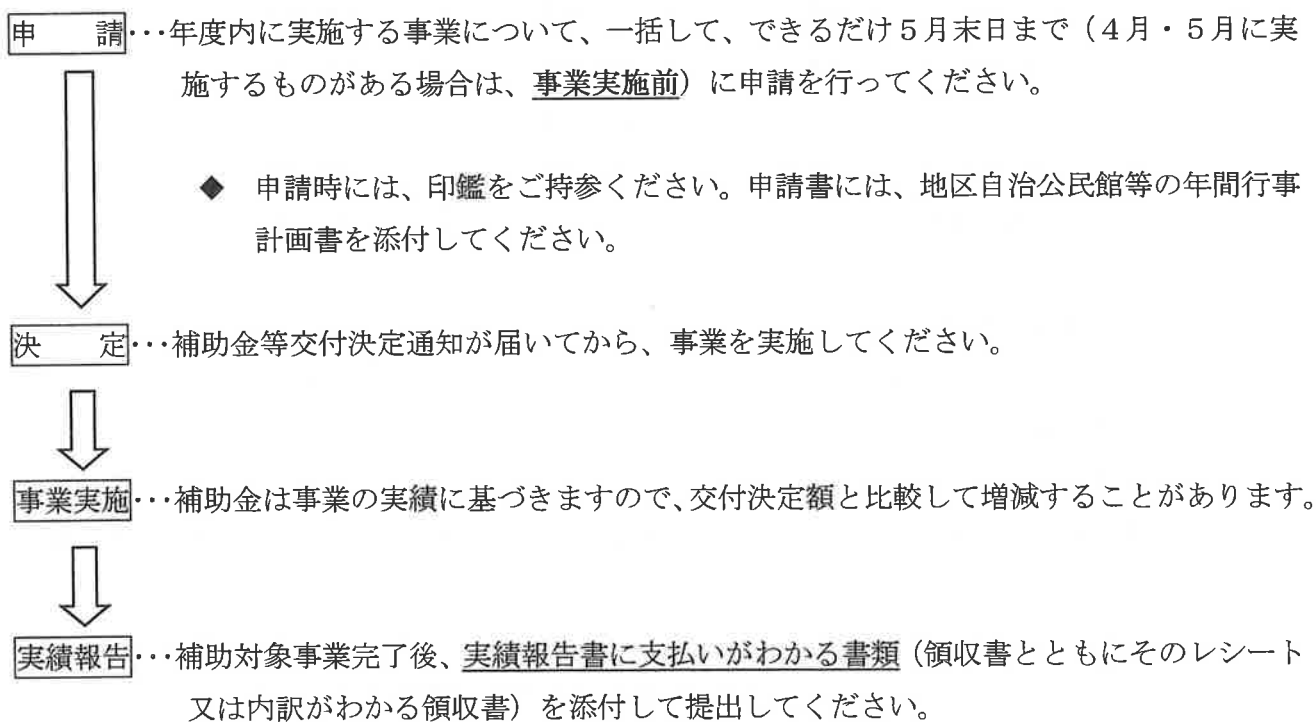 申　　請・・・年度内に実施する事業について、一括して、できるだけ５月末日まで（４月・５月に実
施するものがある場合は、事業実施前）に申請を行ってください。
◆　申請時には、印鑑をご持参ください。申請書には、地区自治公民館等の年間行事
計画書を添付してください。
決　　定・・・補助金等交付決定通知が届いてから、事業を実施してください。
事業実施・・・補助金は事業の実績に基づきますので、交付決定額と比較して増減することがあります。
実績報告・・・補助対象事業完了後、実績報告書に支払いがわかる書類（領収書とともにそのレシート
又は内訳がわかる領収書）を添付して提出してください。